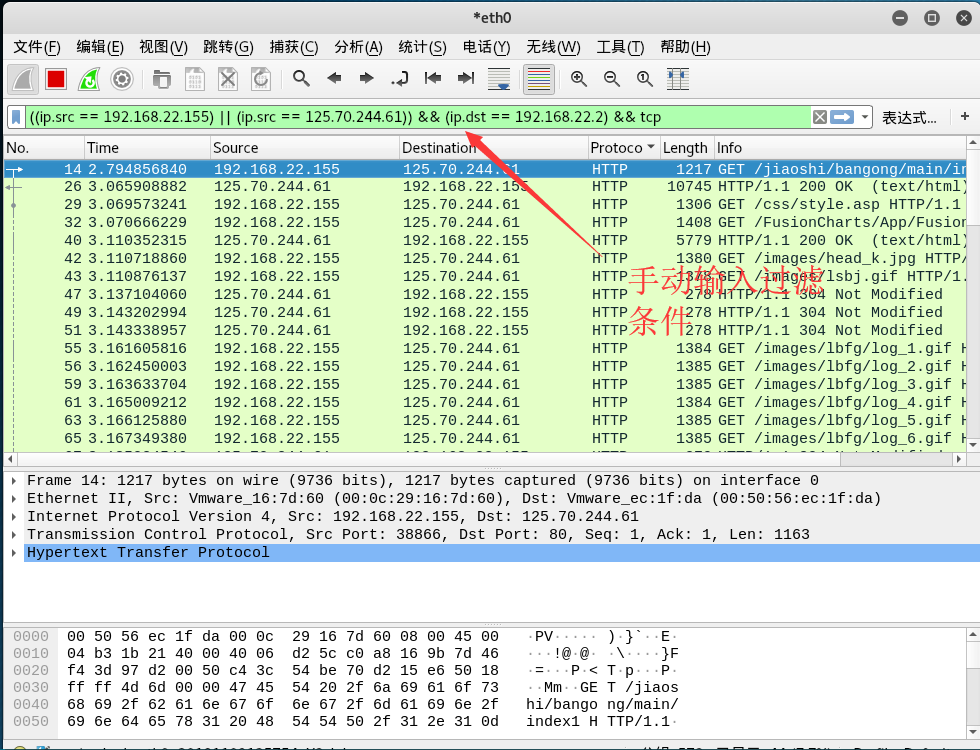 *eth0
文件(F) 编辑(E) 视图(V) 跳转(G) 捕获(C) 分析(A) 统计(S) 电话(Y) 无线(W) 工具(T) 帮助(H)
((ip.src == 192.168.22.155) || (ip.src == 125.70.244.61)) && (ip.dst == 192.168.22.2) && tcp 表达式… +
No. Time Source Destination Protoco Length Info
14 2.794856840 192.168.22.155 125.70.244.61 HTTP 1217 GET /jiaoshi/bangong/main/in
26 3.065908882 125.70.244.61 192.168.22.155 HTTP 10745 HTTP/1.1 200 OK (text/html)
29 3.069573241 192.168.22.155 125.70.244.61 HTTP 1306 GET /css/style.asp HTTP/1.1
32 3.070666229 192.168.22.155 125.70.244.61 HTTP 1408 GET /FusionCharts/App/Fusion
40 3.110352315 125.70.244.61 192.168.22.155 HTTP 5779 HTTP/1.1 200 OK (text/html)
42 3.110718860 192.168.22.155 125.70.244.61 HTTP 1380 GET /images/head_k.jpg HTTP/
43 3.110876137 192.168.22.155 125.70.244.61 HTTP GET /images/lsbj.gif HTTP/1.
手动输入过滤
47 3.137104060 125.70.244.61 192.168.22.155 HTTP 278 HTTP/1.1 304 Not Modified
49 3.143202994 125.70.244.61 192.168.22.155 HTTP 278 HTTP/1.1 304 Not Modified
条件
51 3.143338957 125.70.244.61 192.168.22.155 HTTP 278 HTTP/1.1 304 Not Modified
55 3.161605816 192.168.22.155 125.70.244.61 HTTP 1384 GET /images/lbfg/log_1.gif H
56 3.162450003 192.168.22.155 125.70.244.61 HTTP 1385 GET /images/lbfg/log_2.gif H
59 3.163633704 192.168.22.155 125.70.244.61 HTTP 1385 GET /images/lbfg/log_3.gif H
61 3.165009212 192.168.22.155 125.70.244.61 HTTP 1384 GET /images/lbfg/log_4.gif H
63 3.166125880 192.168.22.155 125.70.244.61 HTTP 1385 GET /images/lbfg/log_5.gif H
65 3.167349380 192.168.22.155 125.70.244.61 HTTP 1385 GET /images/lbfg/log_6.gif H
Frame 14: 1217 bytes on wire (9736 bits), 1217 bytes captured (9736 bits) on interface 0
Ethernet II, Src: Vmware_16:7d:60 (00:0c:29:16:7d:60), Dst: Vmware_ec:1f:da (00:50:56:ec:1f:da)
Internet Protocol Version 4, Src: 192.168.22.155, Dst: 125.70.244.61
Transmission Control Protocol, Src Port: 38866, Dst Port: 80, Seq: 1, Ack: 1, Len: 1163
Hypertext Transfer Protocol
0000 00 50 56 ec 1f da 00 0c 29 16 7d 60 08 00 45 00 ·PV····· )·}`··E·
0010 04 b3 1b 21 40 00 40 06 d2 5c c0 a8 16 9b 7d 46 ···!@·@· ·\····}F
0020 f4 3d 97 d2 00 50 c4 3c 54 be 70 d2 15 e6 50 18 ·=···P·< T·p···P·
0030 ff ff 4d 6d 00 00 47 45 54 20 2f 6a 69 61 6f 73 ··Mm··GE T /jiaos
0040 68 69 2f 62 61 6e 67 6f 6e 67 2f 6d 61 69 6e 2f hi/bango ng/main/
0050 69 6e 64 65 78 31 20 48 54 54 50 2f 31 2e 31 0d index1 H TTP/1.1·